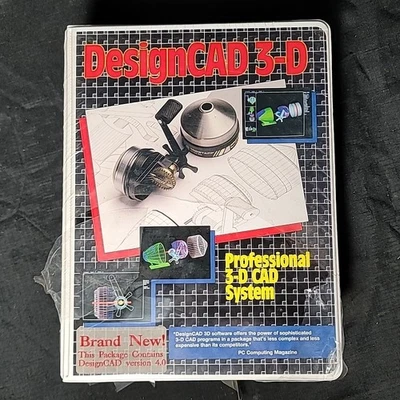 DesignCAD 3-D
Professional
3-D CAD
System
Brand New!
This Package Contains
DesignCAD version 4.0
"DesignCAD 3D software offers the power of sophisticated
3-D CAD programs in a package that's less complex and less
expensive than its competitors."
PC Computing Magazine